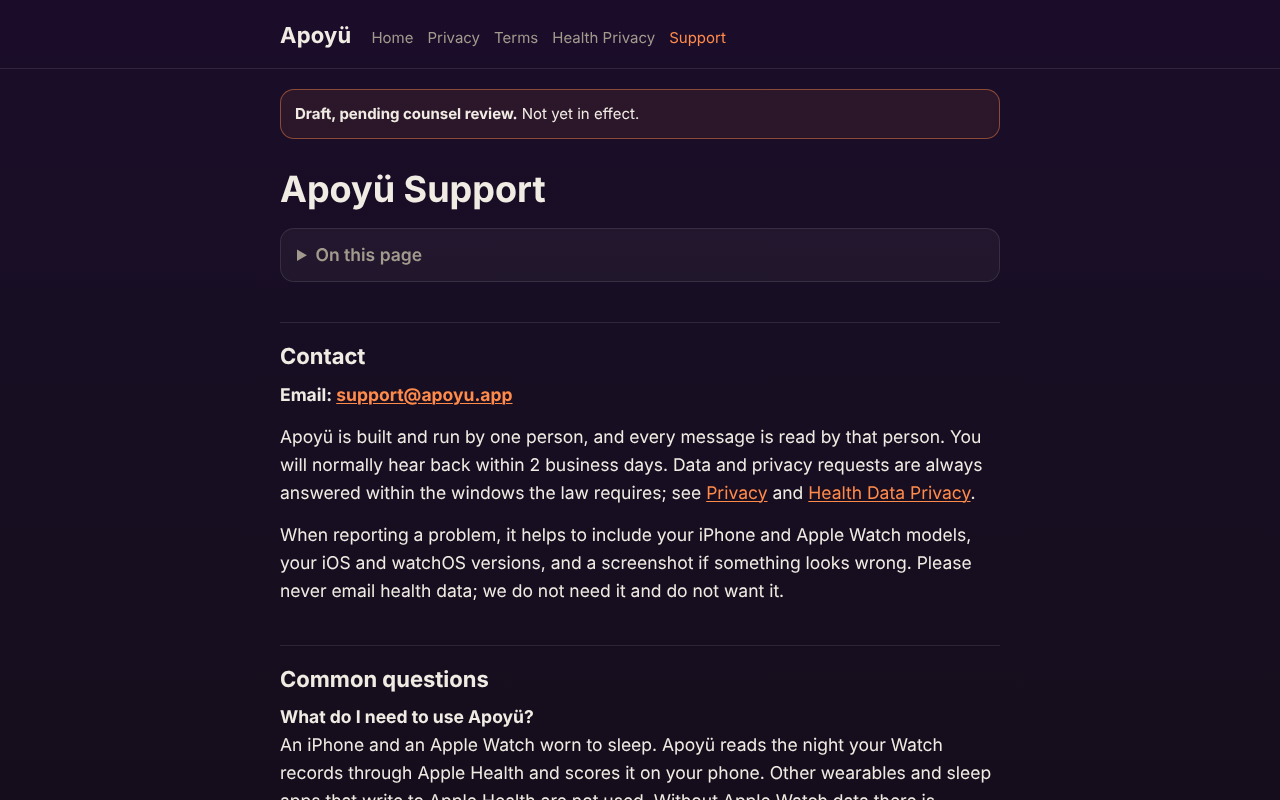 Apoyü Home Privacy Terms Health Privacy Support
Draft, pending counsel review. Not yet in effect.
Apoyü Support
On this page
Contact
Email: support@apoyu.app
Apoyü is built and run by one person, and every message is read by that person. You
will normally hear back within 2 business days. Data and privacy requests are always
answered within the windows the law requires; see Privacy and Health Data Privacy.
When reporting a problem, it helps to include your iPhone and Apple Watch models,
your iOS and watchOS versions, and a screenshot if something looks wrong. Please
never email health data; we do not need it and do not want it.
Common questions
What do I need to use Apoyü?
An iPhone and an Apple Watch worn to sleep. Apoyü reads the night your Watch
records through Apple Health and scores it on your phone. Other wearables and sleep
apps that write to Apple Health are not used. Without Apple Watch data there is